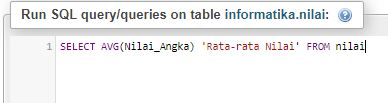 Run SQL query/queries on table informatika.nilai:
1 SELECT AVG(Nilai_Angka) 'Rata-rata Nilai' FROM nilai